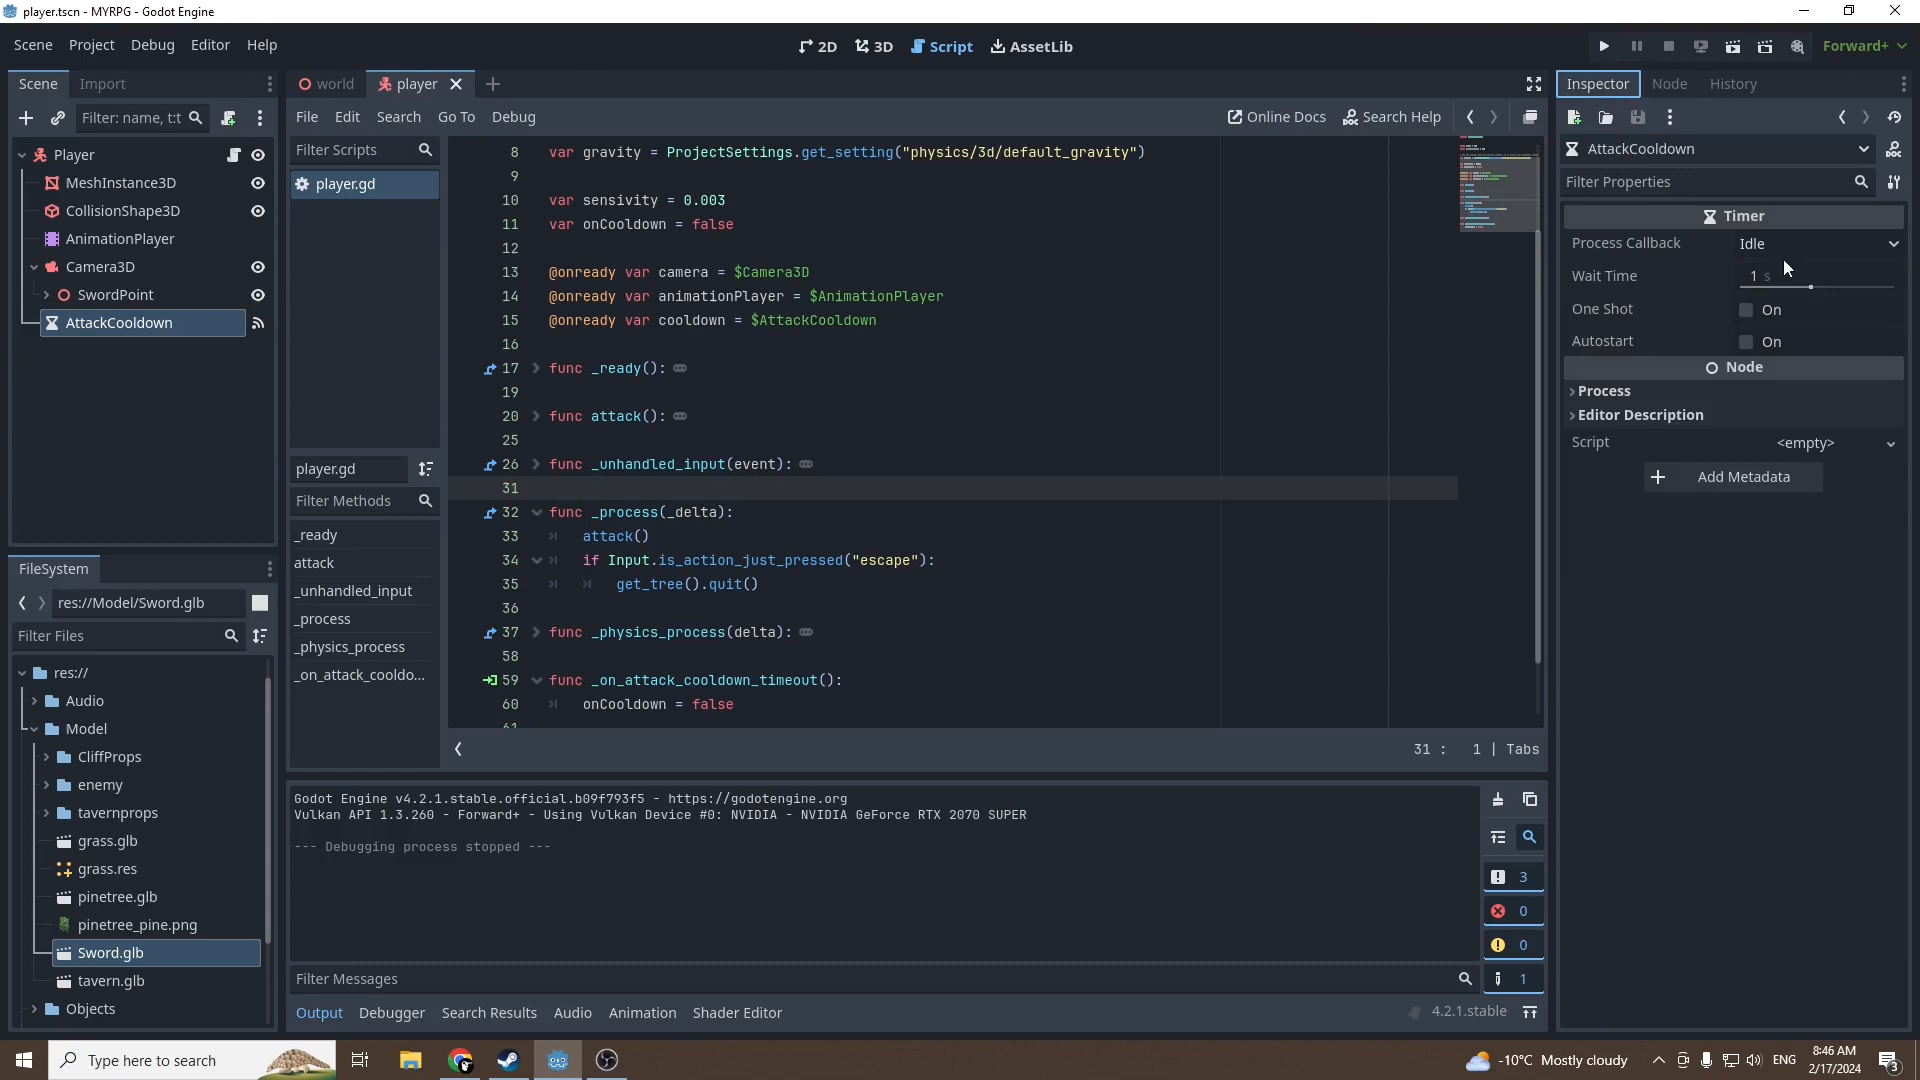 player.tscn - MYRPG - Godot Engine
Scene Project Debug Editor Help
2D 3D Script AssetLib
Forward+
Scene Import
world player
Inspector Node History
Filter: name, t:t
File Edit Search Go To Debug
Online Docs Search Help
Player
MeshInstance3D
CollisionShape3D
AnimationPlayer
Camera3D
SwordPoint
AttackCooldown
Filter Scripts
player.gd
player.gd
Filter Methods
_ready
attack
_unhandled_input
_process
_physics_process
_on_attack_cooldo...
8 var gravity = ProjectSettings.get_setting("physics/3d/default_gravity")
9
10 var sensivity = 0.003
11 var onCooldown = false
12
13 @onready var camera = $Camera3D
14 @onready var animationPlayer = $AnimationPlayer
15 @onready var cooldown = $AttackCooldown
16
17 func _ready():
19
20 func attack():
25
26 func _unhandled_input(event):
31
32 func _process(_delta):
33 attack()
34 if Input.is_action_just_pressed("escape"):
35 get_tree().quit()
36
37 func _physics_process(delta):
58
59 func _on_attack_cooldown_timeout():
60 onCooldown = false
61
31 : 1 | Tabs
FileSystem
res://Model/Sword.glb
Filter Files
res://
Audio
Model
CliffProps
enemy
tavernprops
grass.glb
grass.res
pinetree.glb
pinetree_pine.png
Sword.glb
tavern.glb
Objects
Godot Engine v4.2.1.stable.official.b09f793f5 - https://godotengine.org
Vulkan API 1.3.260 - Forward+ - Using Vulkan Device #0: NVIDIA - NVIDIA GeForce RTX 2070 SUPER
--- Debugging process stopped ---
3
0
0
1
Filter Messages
Output Debugger Search Results Audio Animation Shader Editor
4.2.1.stable
AttackCooldown
Filter Properties
Timer
Process Callback Idle
Wait Time 1 s
One Shot On
Autostart On
Node
Process
Editor Description
Script <empty>
Add Metadata
Type here to search
-10°C Mostly cloudy
ENG
8:46 AM
2/17/2024
3